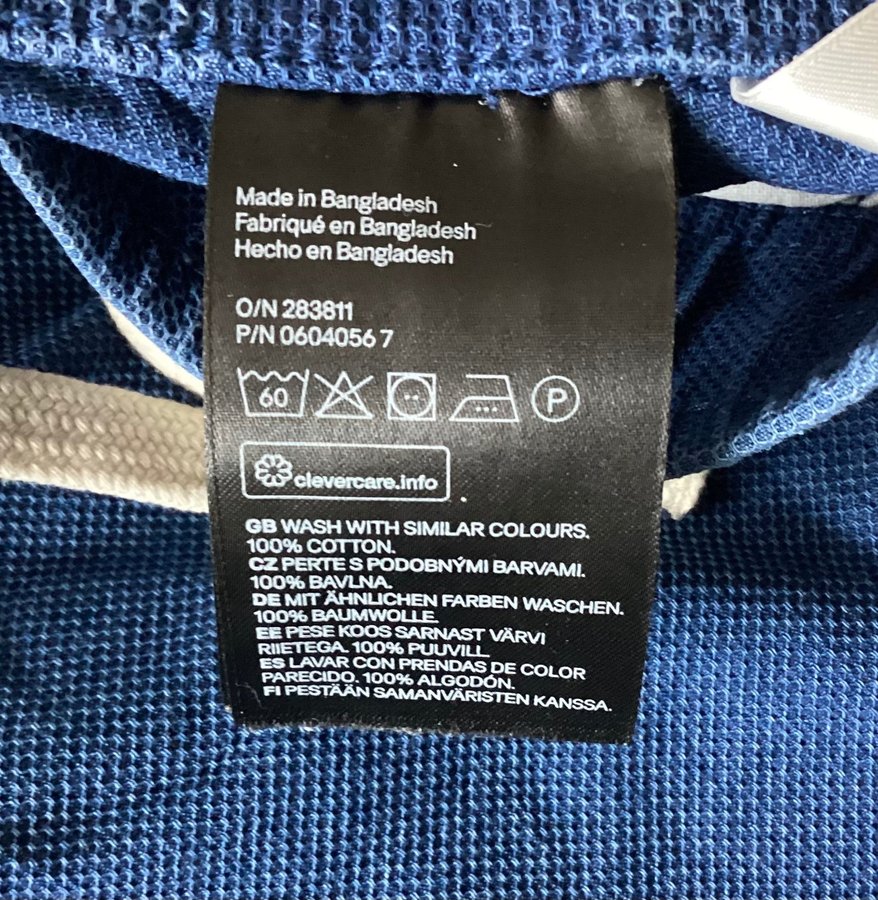 Made in Bangladesh
Fabriqué en Bangladesh
Hecho en Bangladesh
O/N 283811
P/N 0604056 7
60 P
clevercare.info
GB WASH WITH SIMILAR COLOURS.
100% COTTON.
CZ PERTE S PODOBNÝMI BARVAMI.
100% BAVLNA.
DE MIT ÄHNLICHEN FARBEN WASCHEN.
100% BAUMWOLLE.
EE PESE KOOS SARNAST VÄRVI
RIIETEGA. 100% PUUVILL.
ES LAVAR CON PRENDAS DE COLOR
PARECIDO. 100% ALGODÓN.
FI PESTÄÄN SAMANVÄRISTEN KANSSA.